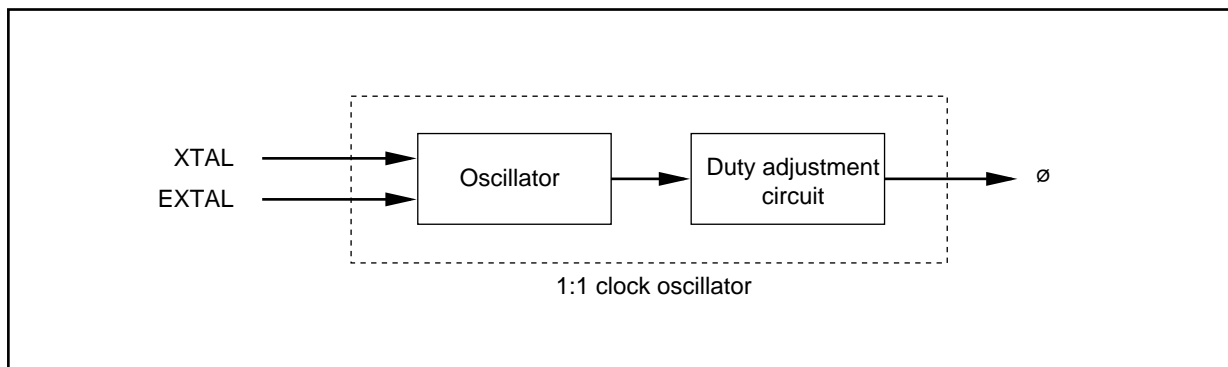 XTAL
EXTAL
Oscillator
Duty adjustment
circuit
ø
1:1 clock oscillator